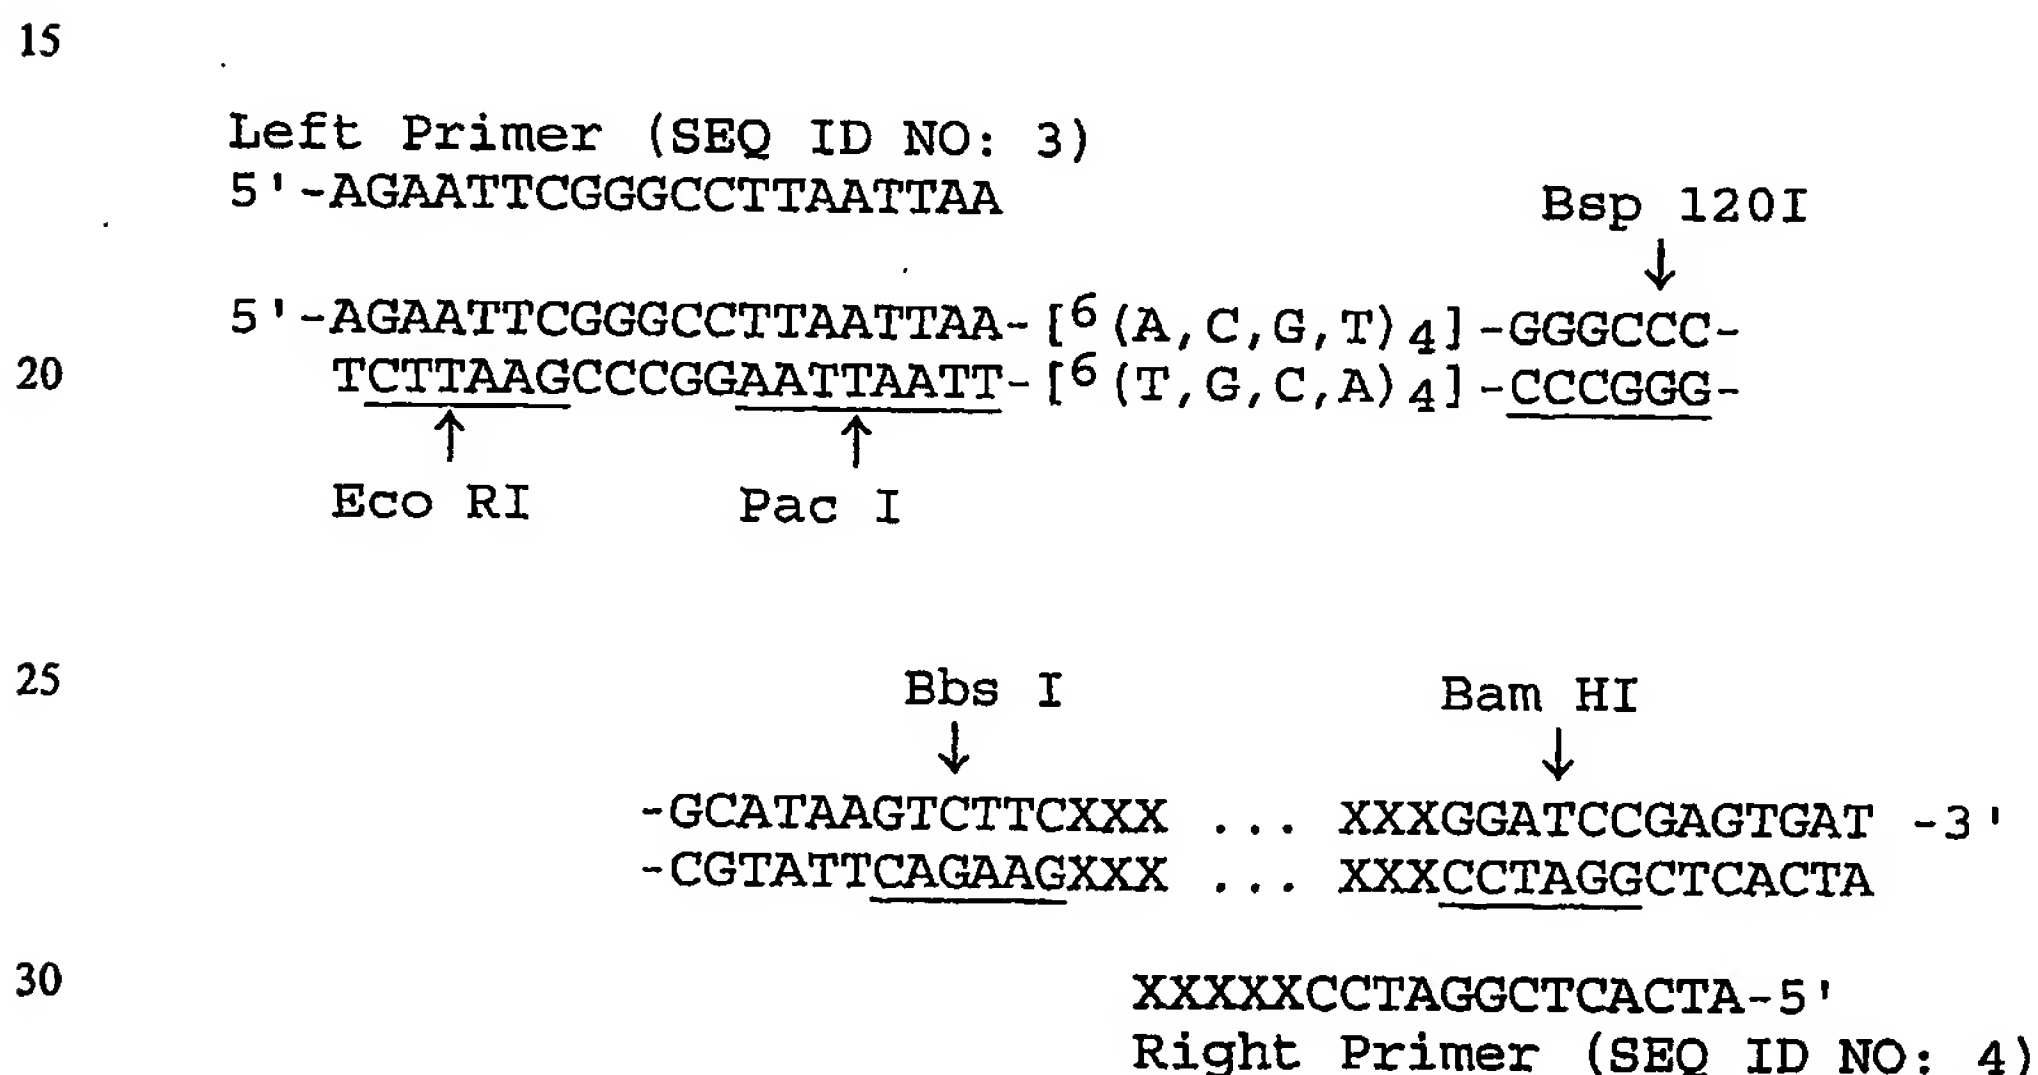 15
Left Primer (SEQ ID NO: 3)
5'-AGAATTCGGGCCTTAATTAA
Bsp 120I
↓
5'-AGAATTCGGGCCTTAATTAA-[⁶(A,C,G,T)₄]-GGGCCC-
20 TCTTAAGCCCGGAATTAATT-[⁶(T,G,C,A)₄]-CCCGGG-
↑ ↑
Eco RI Pac I
25 Bbs I Bam HI
↓ ↓
-GCATAAGTCTTCXXX ... XXXGGATCCGAGTGAT -3'
-CGTATTCAGAAGXXX ... XXXCCTAGGCTCACTA
30 XXXXXCCTAGGCTCACTA-5'
Right Primer (SEQ ID NO: 4)